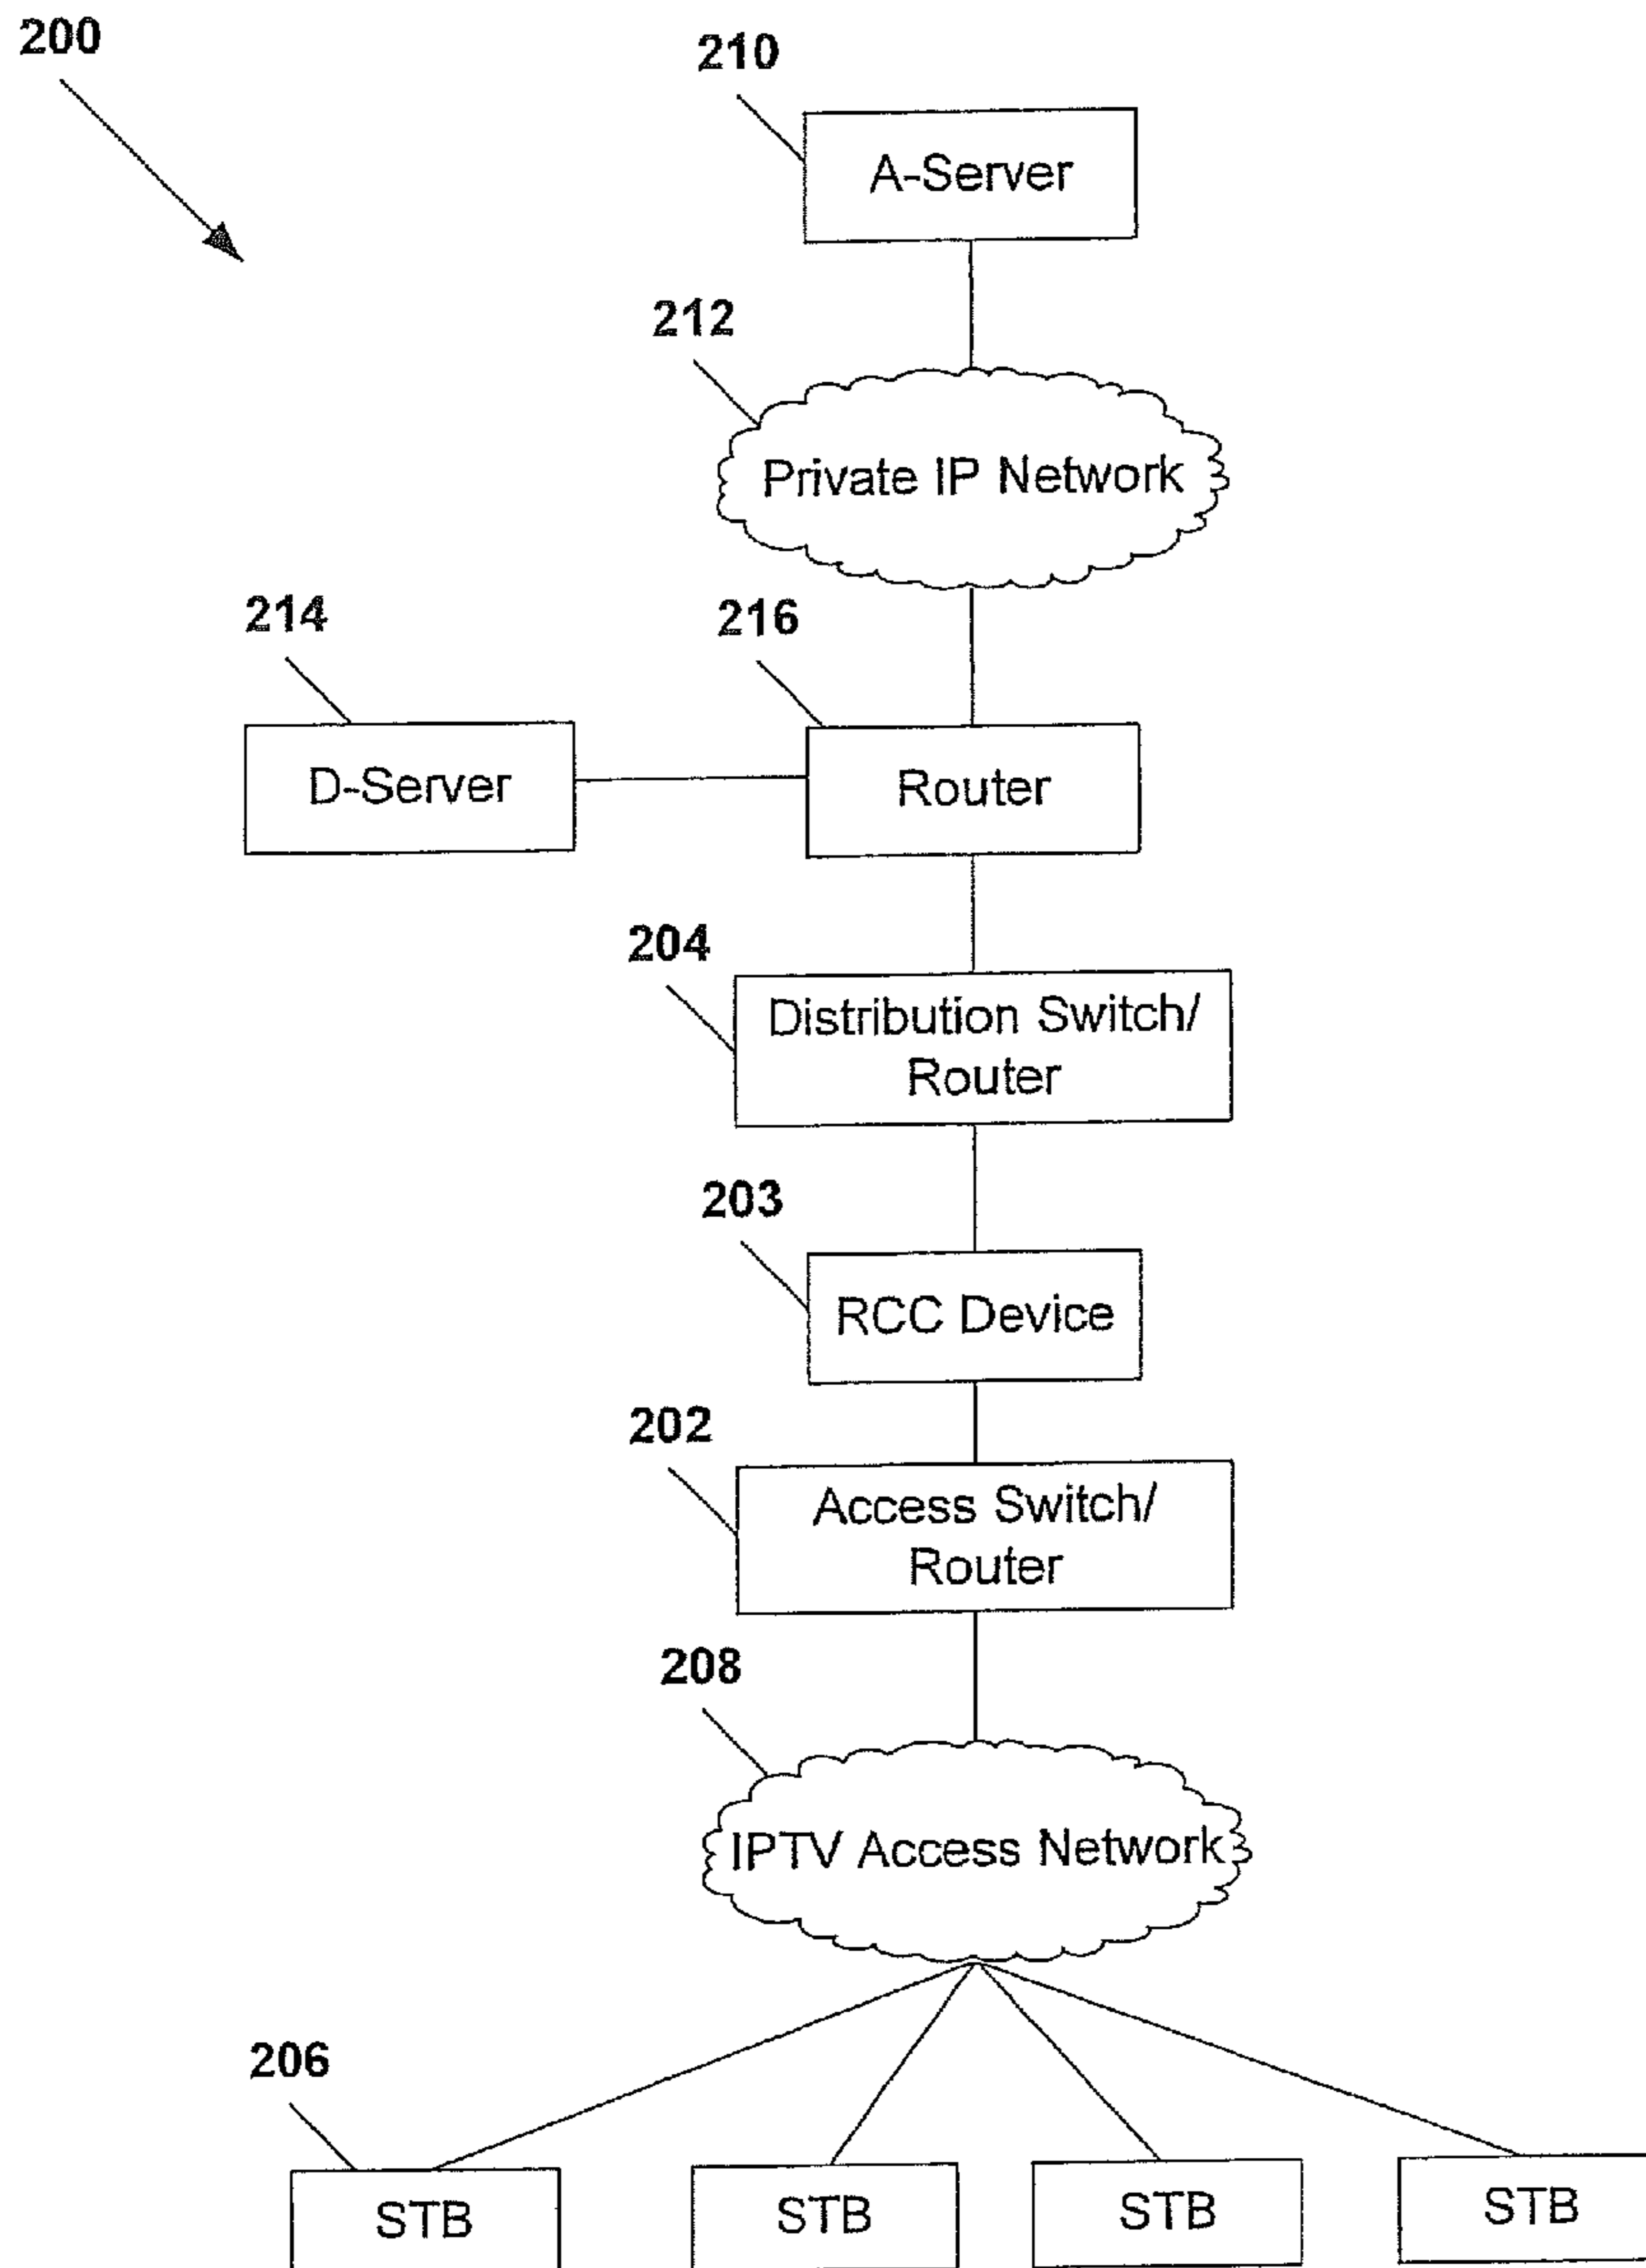 200
210
A-Server
212
Private IP Network
214
216
D-Server
Router
204
Distribution Switch/
Router
203
RCC Device
202
Access Switch/
Router
208
IPTV Access Network
206
STB
STB
STB
STB